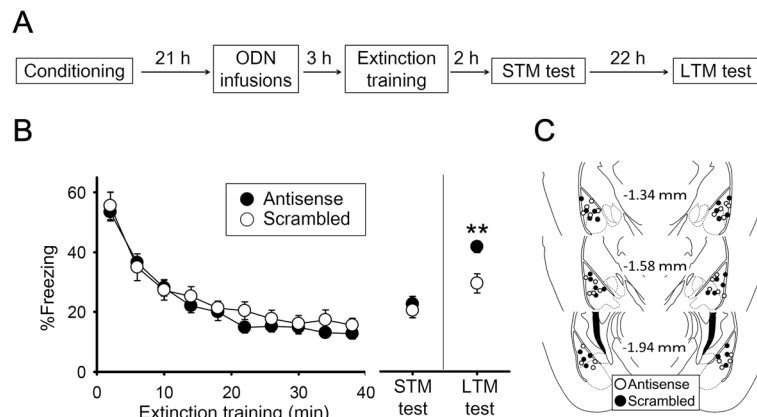 A
Conditioning
21 h
ODN
infusions
3 h
Extinction
training
2 h
STM test
22 h
LTM test
B
C
60
40
20
0
%Freezing
Antisense
Scrambled
**
0
10
20
30
40
Extinction training (min)
STM
test
LTM
test
-1.34 mm
-1.58 mm
-1.94 mm
Antisense
Scrambled